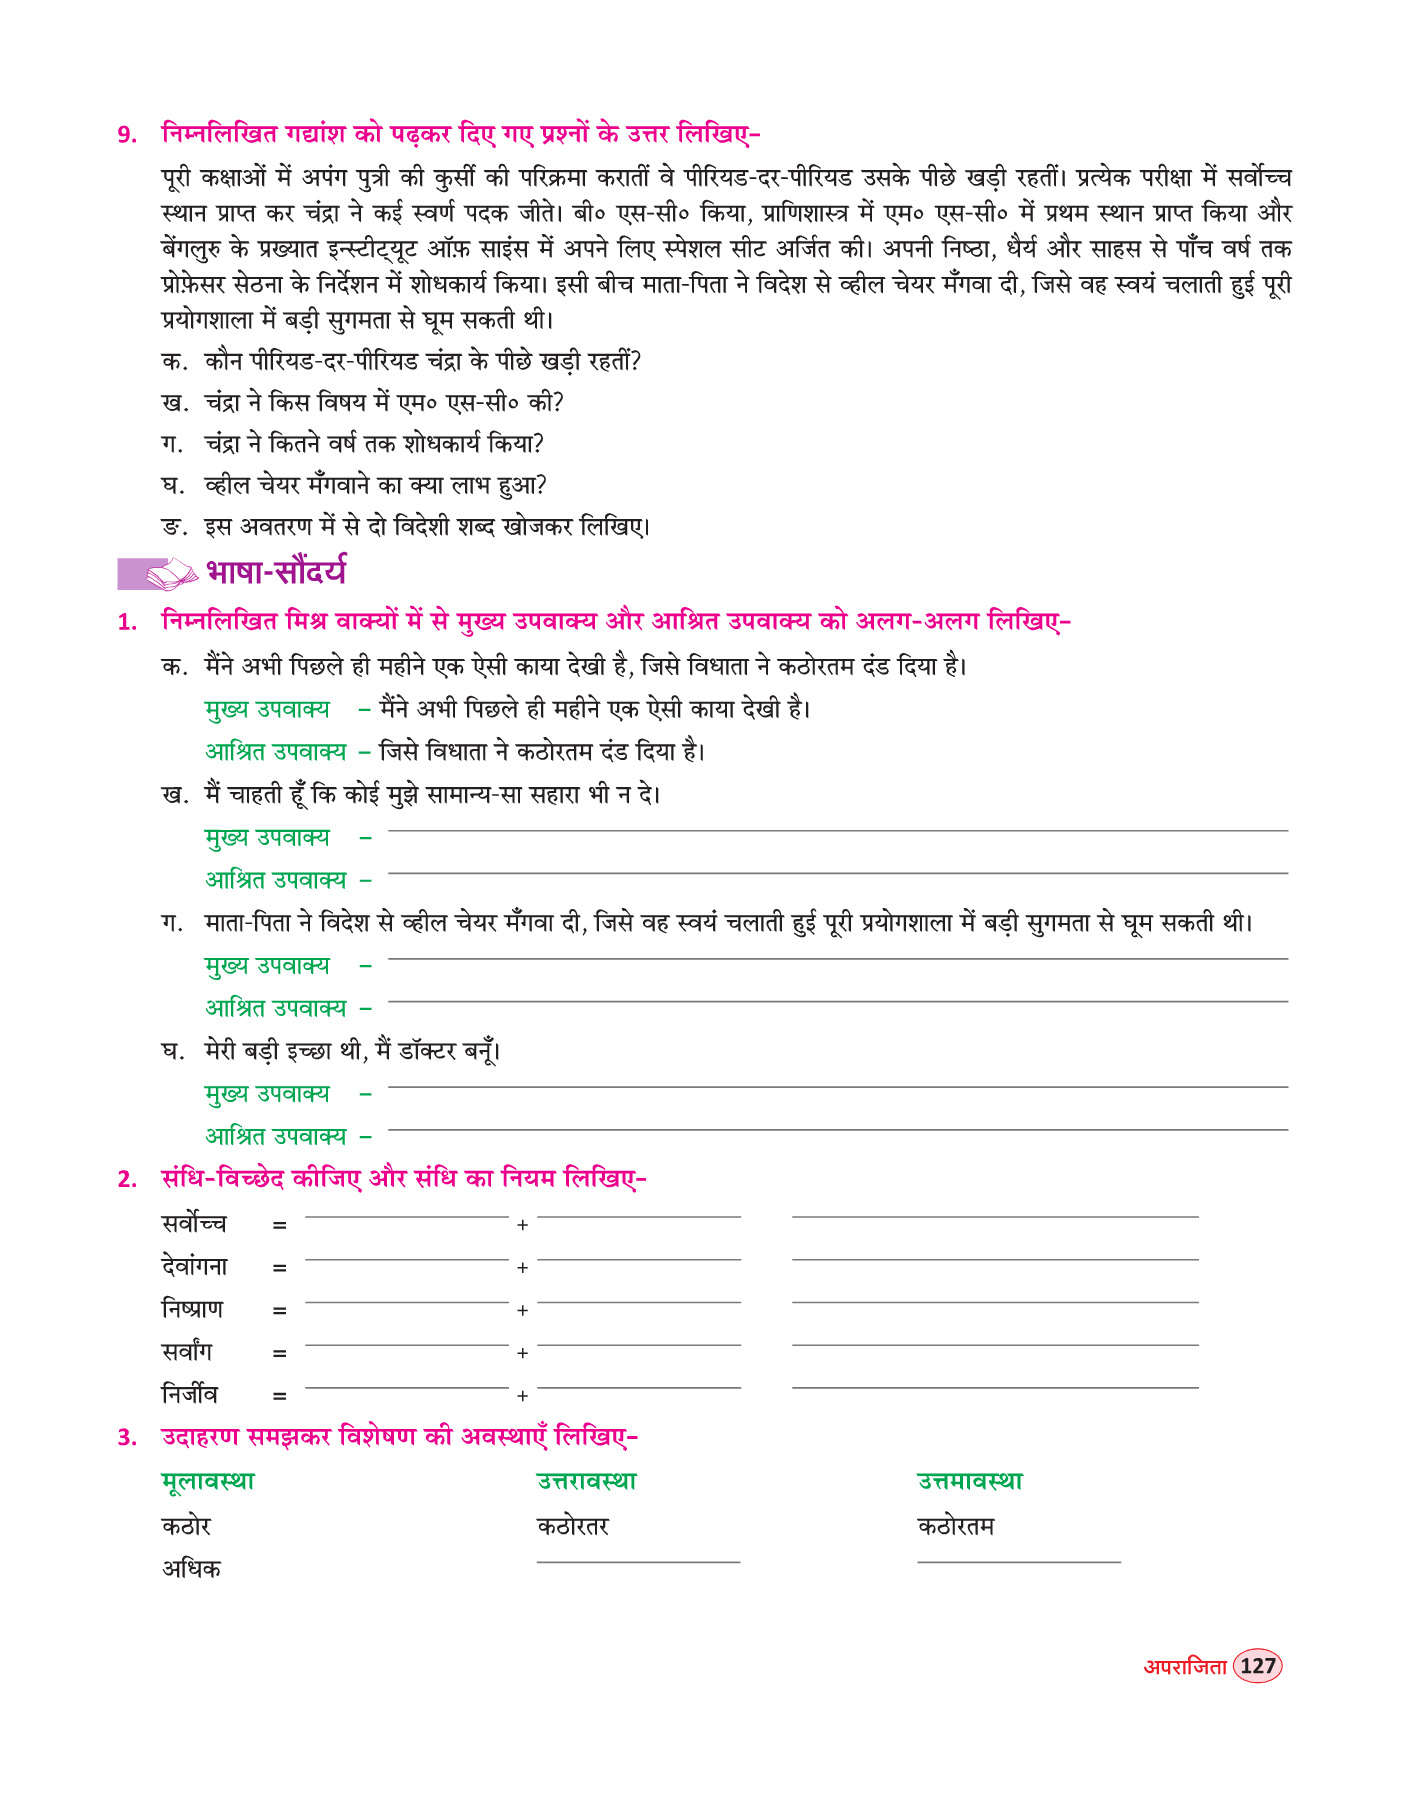 9. निम्नलिखित गद्यांश को पढ़कर दिए गए प्रश्नों के उत्तर लिखिए–
पूरी कक्षाओं में अपंग पुत्री की कुर्सी की परिक्रमा करातीं वे पीरियड-दर-पीरियड उसके पीछे खड़ी रहतीं। प्रत्येक परीक्षा में सर्वोच्च
स्थान प्राप्त कर चंद्रा ने कई स्वर्ण पदक जीते। बी० एस-सी० किया, प्राणिशास्त्र में एम० एस-सी० में प्रथम स्थान प्राप्त किया और
बेंगलुरु के प्रख्यात इन्स्टीट्यूट ऑफ़ साइंस में अपने लिए स्पेशल सीट अर्जित की। अपनी निष्ठा, धैर्य और साहस से पाँच वर्ष तक
प्रोफ़ेसर सेठना के निर्देशन में शोधकार्य किया। इसी बीच माता-पिता ने विदेश से व्हील चेयर मँगवा दी, जिसे वह स्वयं चलाती हुई पूरी
प्रयोगशाला में बड़ी सुगमता से घूम सकती थी।
क. कौन पीरियड-दर-पीरियड चंद्रा के पीछे खड़ी रहतीं?
ख. चंद्रा ने किस विषय में एम० एस-सी० की?
ग. चंद्रा ने कितने वर्ष तक शोधकार्य किया?
घ. व्हील चेयर मँगवाने का क्या लाभ हुआ?
ङ. इस अवतरण में से दो विदेशी शब्द खोजकर लिखिए।
भाषा-सौंदर्य
1. निम्नलिखित मिश्र वाक्यों में से मुख्य उपवाक्य और आश्रित उपवाक्य को अलग-अलग लिखिए–
क. मैंने अभी पिछले ही महीने एक ऐसी काया देखी है, जिसे विधाता ने कठोरतम दंड दिया है।
मुख्य उपवाक्य – मैंने अभी पिछले ही महीने एक ऐसी काया देखी है।
आश्रित उपवाक्य – जिसे विधाता ने कठोरतम दंड दिया है।
ख. मैं चाहती हूँ कि कोई मुझे सामान्य-सा सहारा भी न दे।
मुख्य उपवाक्य –
आश्रित उपवाक्य –
ग. माता-पिता ने विदेश से व्हील चेयर मँगवा दी, जिसे वह स्वयं चलाती हुई पूरी प्रयोगशाला में बड़ी सुगमता से घूम सकती थी।
मुख्य उपवाक्य –
आश्रित उपवाक्य –
घ. मेरी बड़ी इच्छा थी, मैं डॉक्टर बनूँ।
मुख्य उपवाक्य –
आश्रित उपवाक्य –
2. संधि-विच्छेद कीजिए और संधि का नियम लिखिए–
सर्वोच्च = +
देवांगना = +
निष्प्राण = +
सर्वांग = +
निर्जीव = +
3. उदाहरण समझकर विशेषण की अवस्थाएँ लिखिए–
मूलावस्था उत्तरावस्था उत्तमावस्था
कठोर कठोरतर कठोरतम
अधिक
अपराजिता 127